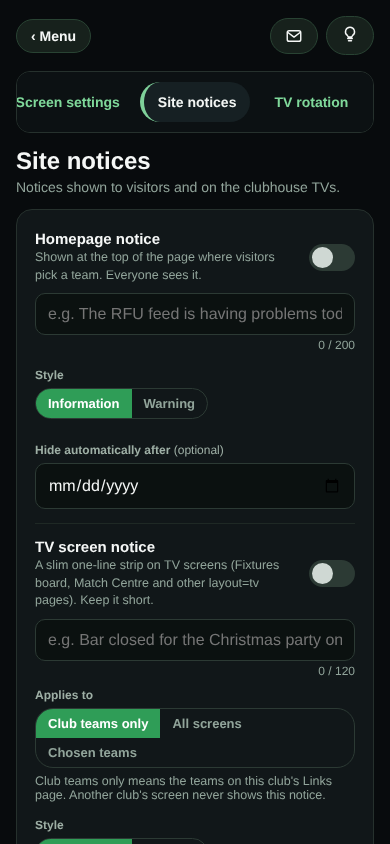 ‹ Menu
Screen settings
Site notices
TV rotation
Site notices
Notices shown to visitors and on the clubhouse TVs.
Homepage notice
Shown at the top of the page where visitors
pick a team. Everyone sees it.
e.g. The RFU feed is having problems tod
0 / 200
Style
Information
Warning
Hide automatically after (optional)
mm/dd/yyyy
TV screen notice
A slim one-line strip on TV screens (Fixtures
board, Match Centre and other layout=tv
pages). Keep it short.
e.g. Bar closed for the Christmas party on
0 / 120
Applies to
Club teams only
All screens
Chosen teams
Club teams only means the teams on this club's Links
page. Another club's screen never shows this notice.
Style